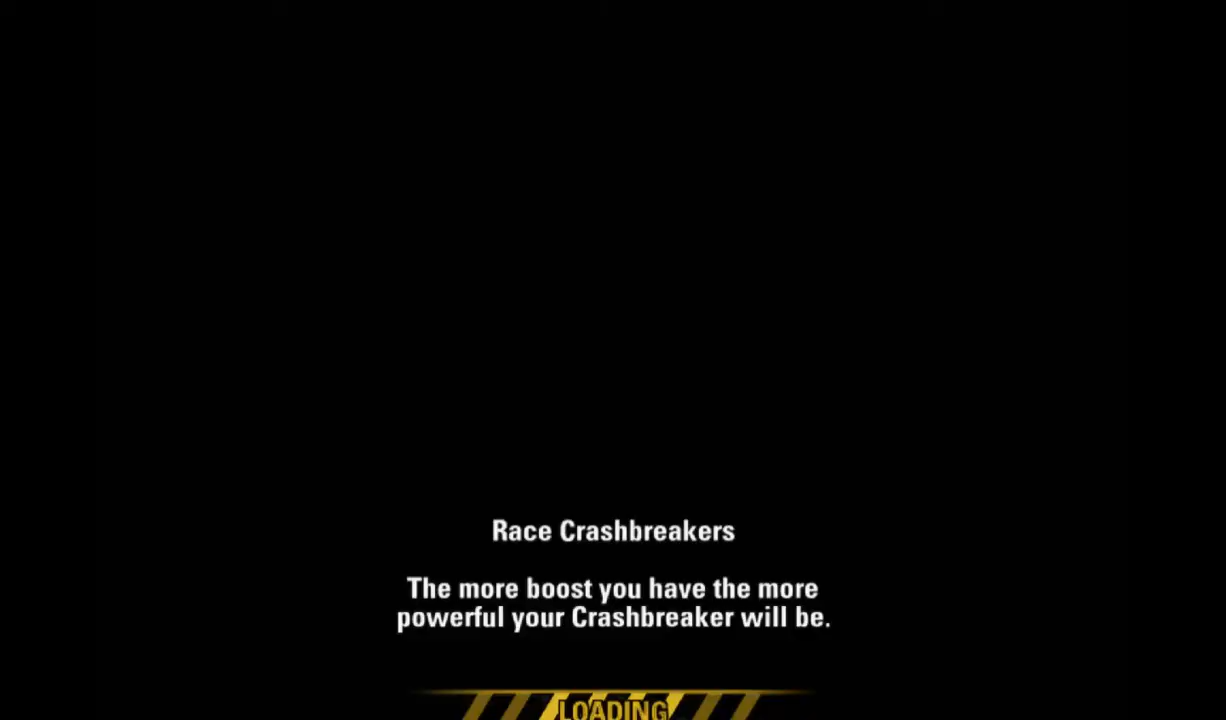 Race Crashbreakers
The more boost you have the more
powerful your Crashbreaker will be.
LOADING